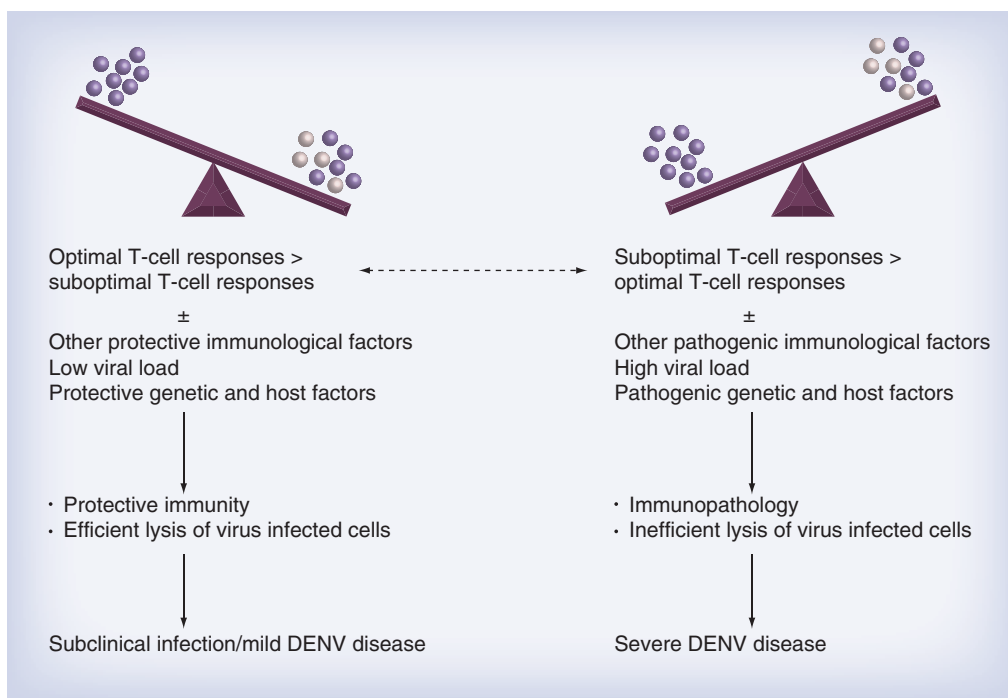 Optimal T-cell responses >
suboptimal T-cell responses
±
Other protective immunological factors
Low viral load
Protective genetic and host factors
· Protective immunity
· Efficient lysis of virus infected cells
Subclinical infection/mild DENV disease
Suboptimal T-cell responses >
optimal T-cell responses
±
Other pathogenic immunological factors
High viral load
Pathogenic genetic and host factors
· Immunopathology
· Inefficient lysis of virus infected cells
Severe DENV disease